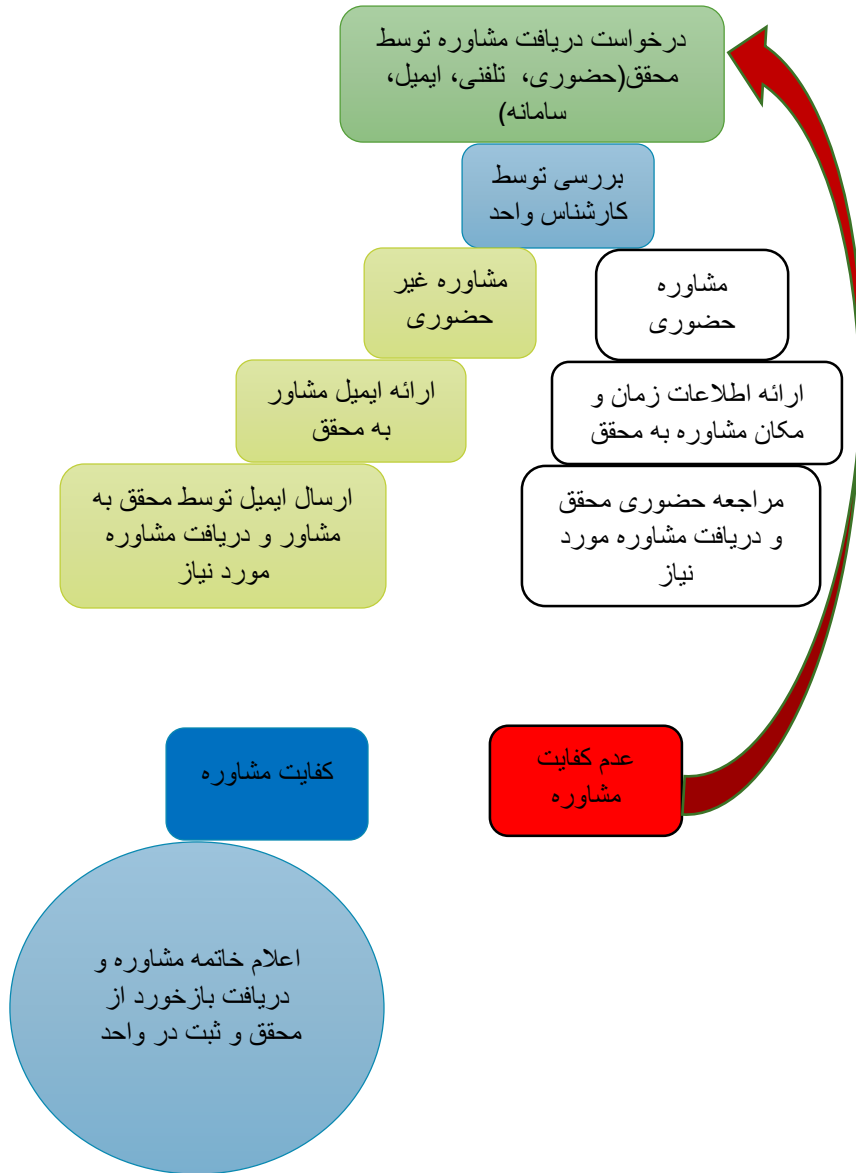 درخواست دریافت مشاوره توسط
محقق(حضوری، تلفنی، ایمیل،
سامانه)
بررسی توسط
کارشناس واحد
مشاوره
حضوری
مشاوره غیر
حضوری
ارائه اطلاعات زمان و
مکان مشاوره به محقق
ارائه ایمیل مشاور
به محقق
مراجعه حضوری محقق
و دریافت مشاوره مورد
نیاز
ارسال ایمیل توسط محقق به
مشاور و دریافت مشاوره
مورد نیاز
عدم کفایت
مشاوره
کفایت مشاوره
اعلام خاتمه مشاوره و
دریافت بازخورد از
محقق و ثبت در واحد